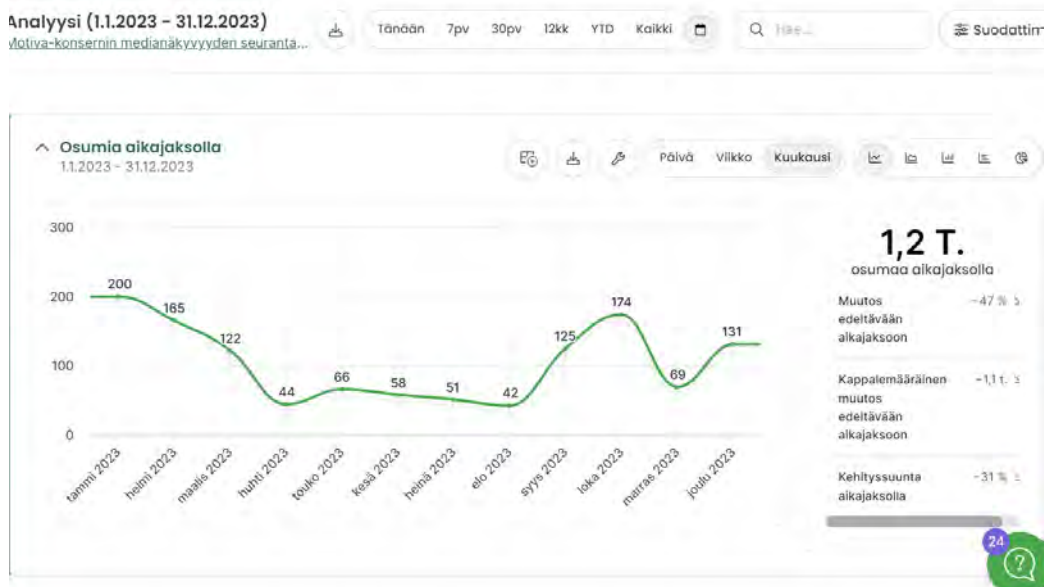 Analyysi (1.1.2023 - 31.12.2023)
Motiva-konsernin medianäkyvyyden seuranta...
Tänään 7pv 30pv 12kk YTD Kaikki
Hae...
Suodattim
Osumia aikajaksolla
1.1.2023 - 31.12.2023
Päivä Viikko Kuukausi
300
200
100
0
200
165
122
44
66
58
51
42
125
174
69
131
tammi 2023
helmi 2023
maalis 2023
huhti 2023
touko 2023
kesä 2023
heinä 2023
elo 2023
syys 2023
loka 2023
marras 2023
joulu 2023
1,2 T.
osumaa aikajaksolla
Muutos edeltävään aikajaksoon
-47 %
Kappalemääräinen muutos edeltävään aikajaksoon
-1,1 t.
Kehityssuunta aikajaksolla
-31 %
24